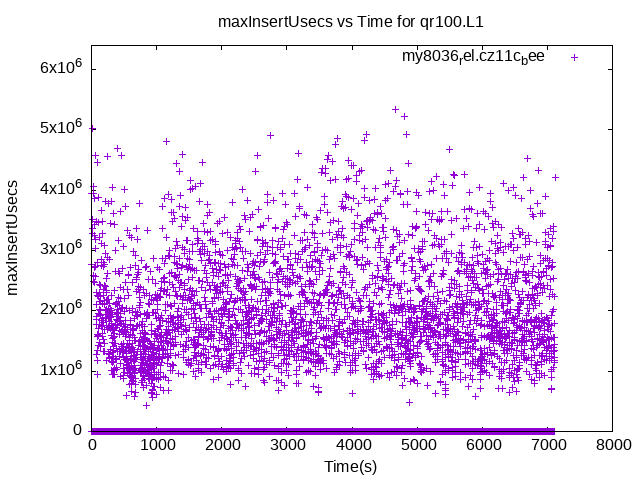 maxInsertUsecs vs Time for qr100.L1
my8036rel.cz11cbee
6x10^6
5x10^6
4x10^6
3x10^6
2x10^6
1x10^6
0
maxInsertUsecs
0 1000 2000 3000 4000 5000 6000 7000 8000
Time(s)